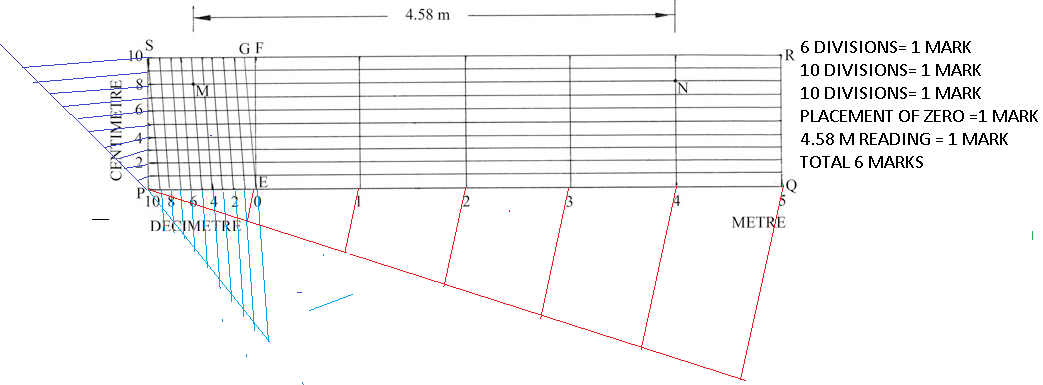 4.58 m
S G F R
10
8 M N
6
4
2
CENTIMETRE
P E Q
10 8 6 4 2 0 1 2 3 4 5
DECIMETRE METRE
6 DIVISIONS= 1 MARK
10 DIVISIONS= 1 MARK
10 DIVISIONS= 1 MARK
PLACEMENT OF ZERO =1 MARK
4.58 M READING = 1 MARK
TOTAL 6 MARKS